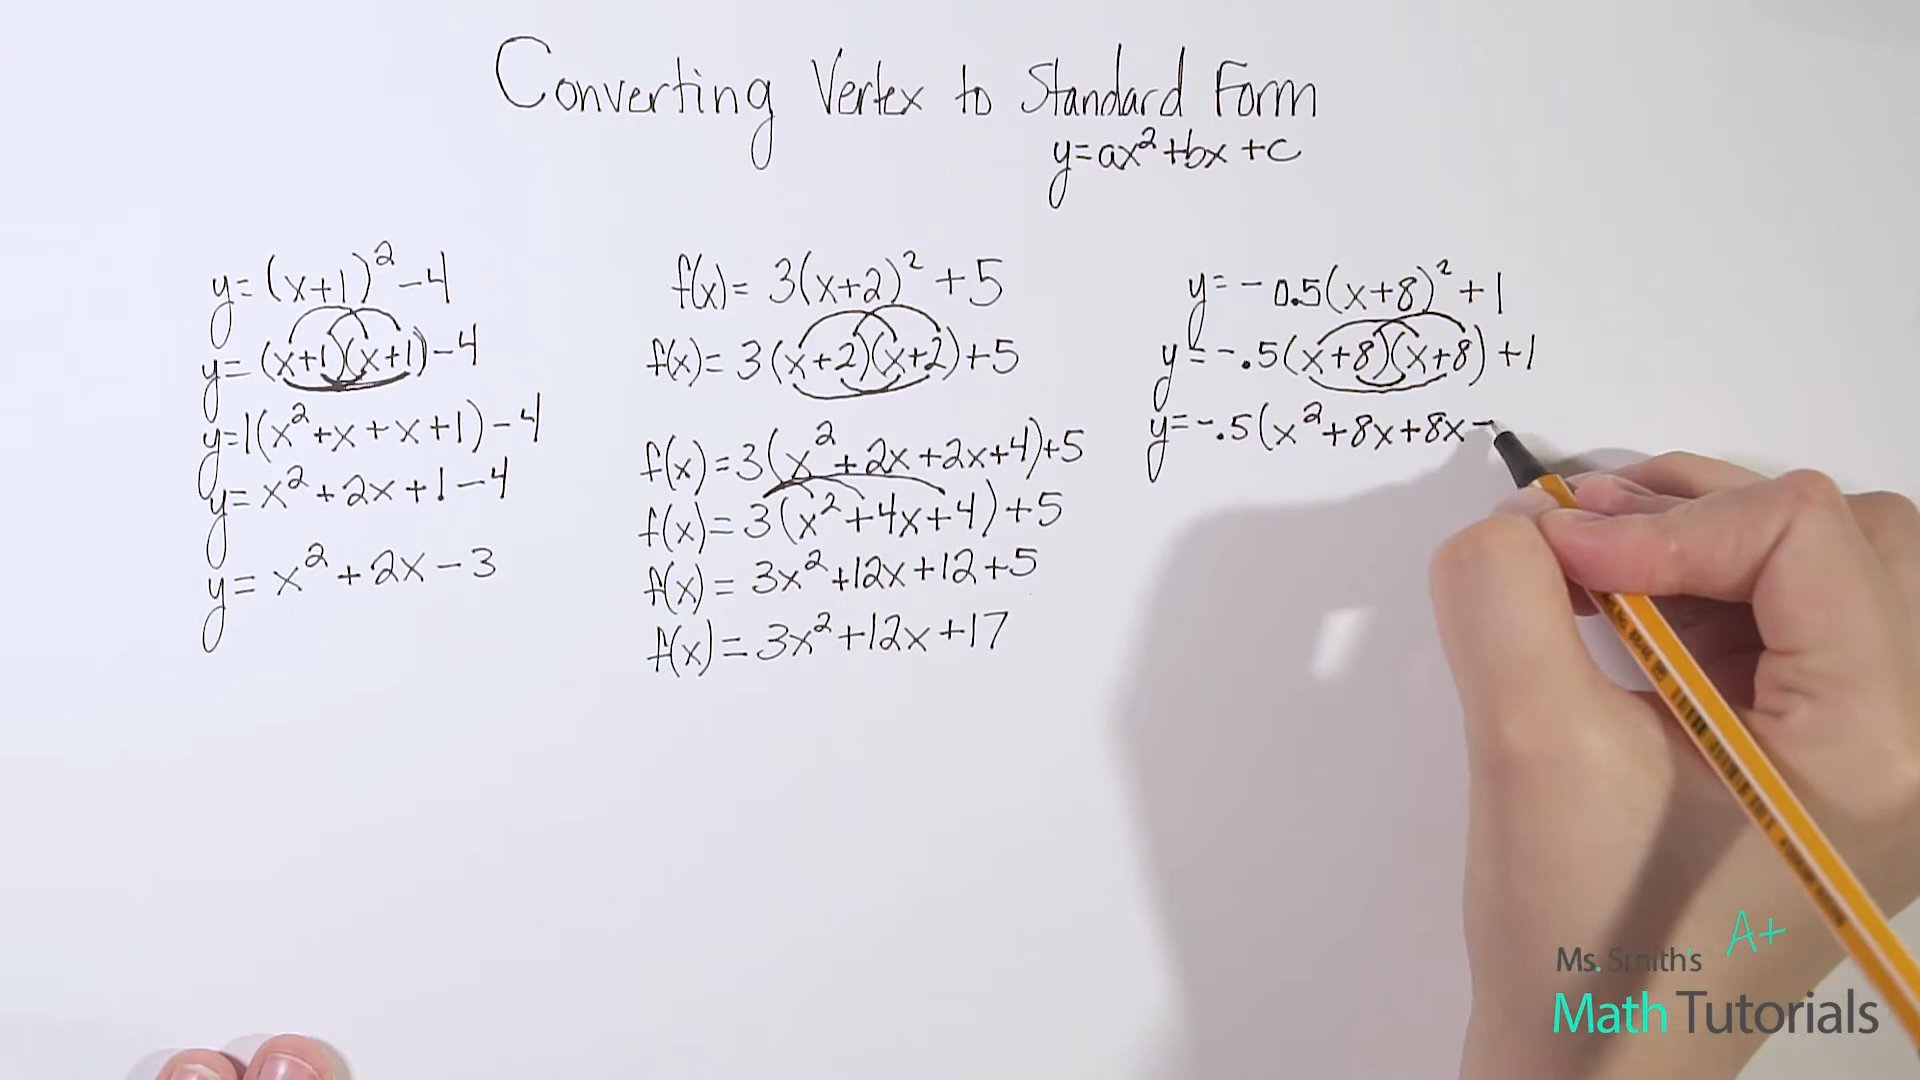 Converting Vertex to Standard Form
y=ax²+bx+c
y=(x+1)²-4
y=(x+1)(x+1)-4
y=1(x²+x+x+1)-4
y=x²+2x+1-4
y=x²+2x-3
f(x)=3(x+2)²+5
f(x)=3(x+2)(x+2)+5
f(x)=3(x²+2x+2x+4)+5
f(x)=3(x²+4x+4)+5
f(x)=3x²+12x+12+5
f(x)=3x²+12x+17
y=-0.5(x+8)²+1
y=-.5(x+8)(x+8)+1
y=-.5(x²+8x+8x-
Ms. Smith's A+
Math Tutorials